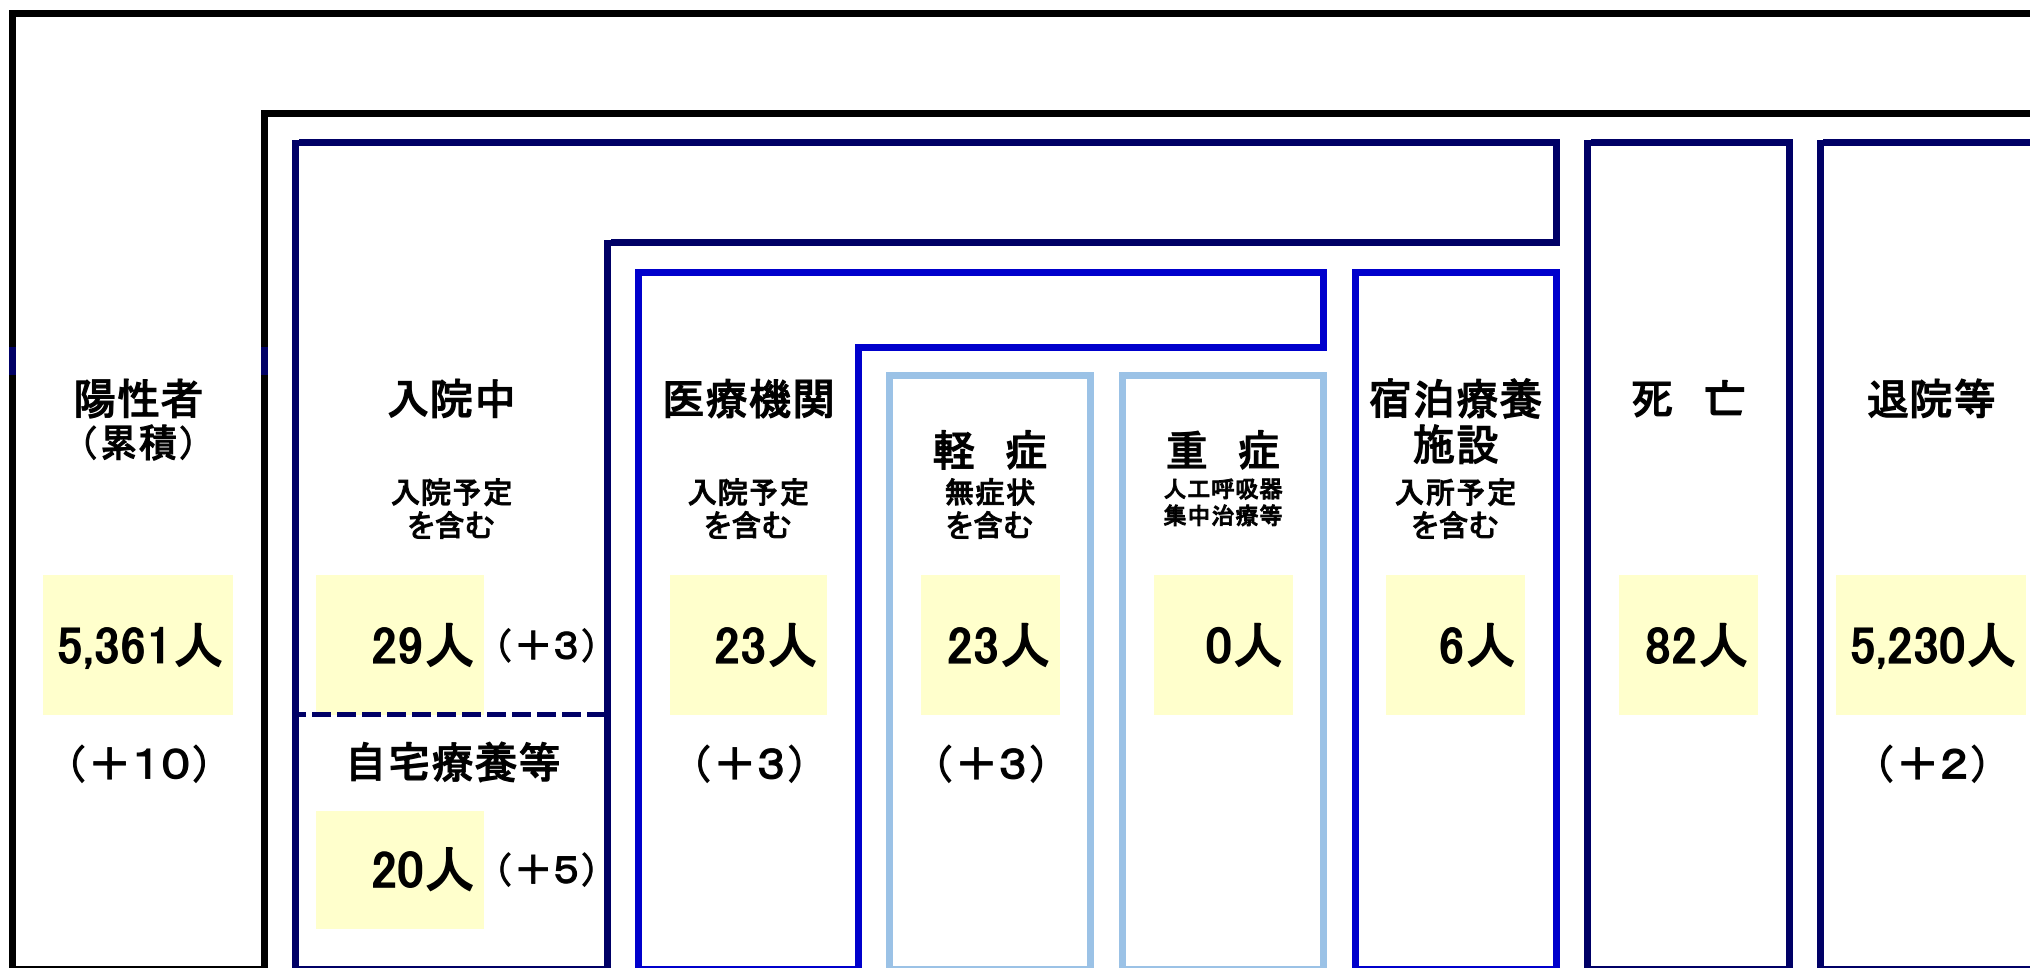 陽性者
（累積）
5,361人
（＋10）
入院中
入院予定
を含む
29人（＋3）
自宅療養等
20人（＋5）
医療機関
入院予定
を含む
23人
（＋3）
軽　症
無症状
を含む
23人
（＋3）
重　症
人工呼吸器
集中治療等
0人
宿泊療養
施設
入所予定
を含む
6人
死　亡
82人
退院等
5,230人
（＋2）